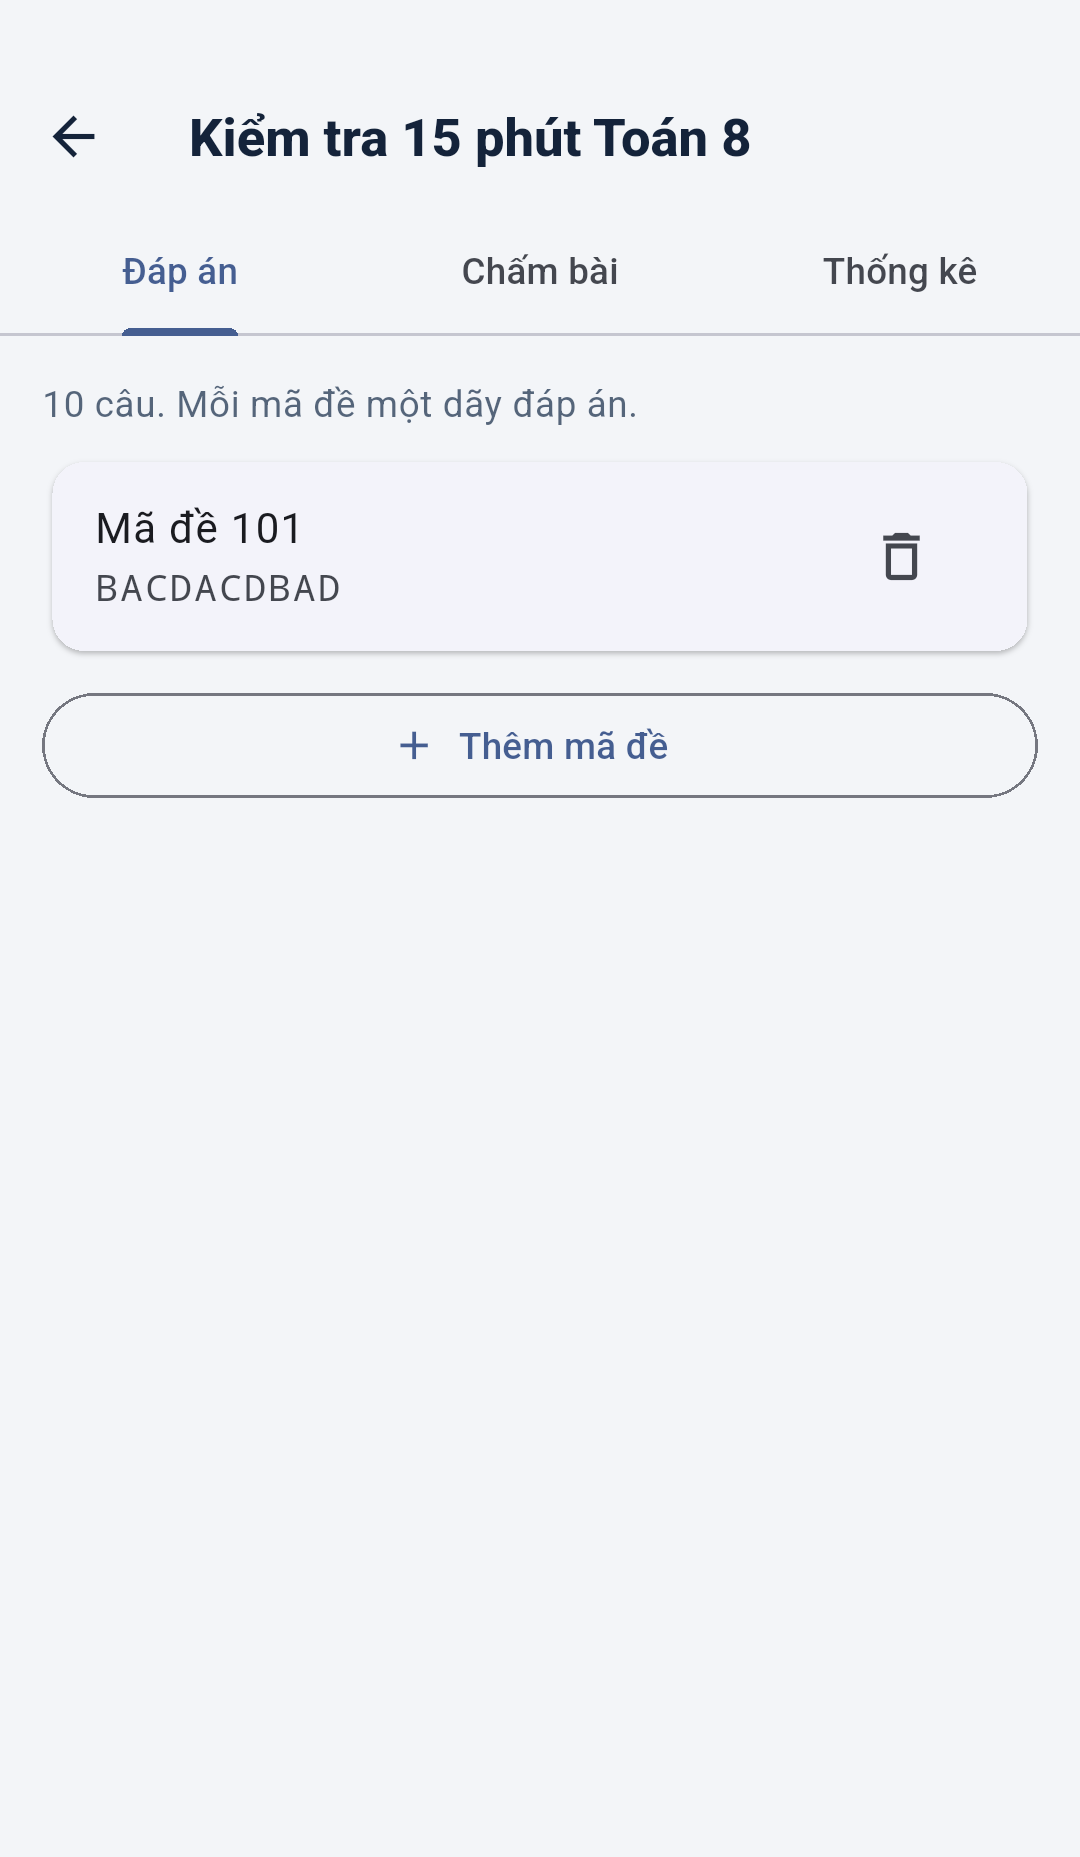 Kiểm tra 15 phút Toán 8
Đáp án
Chấm bài
Thống kê
10 câu. Mỗi mã đề một dãy đáp án.
Mã đề 101
BACDACDBAD
Thêm mã đề